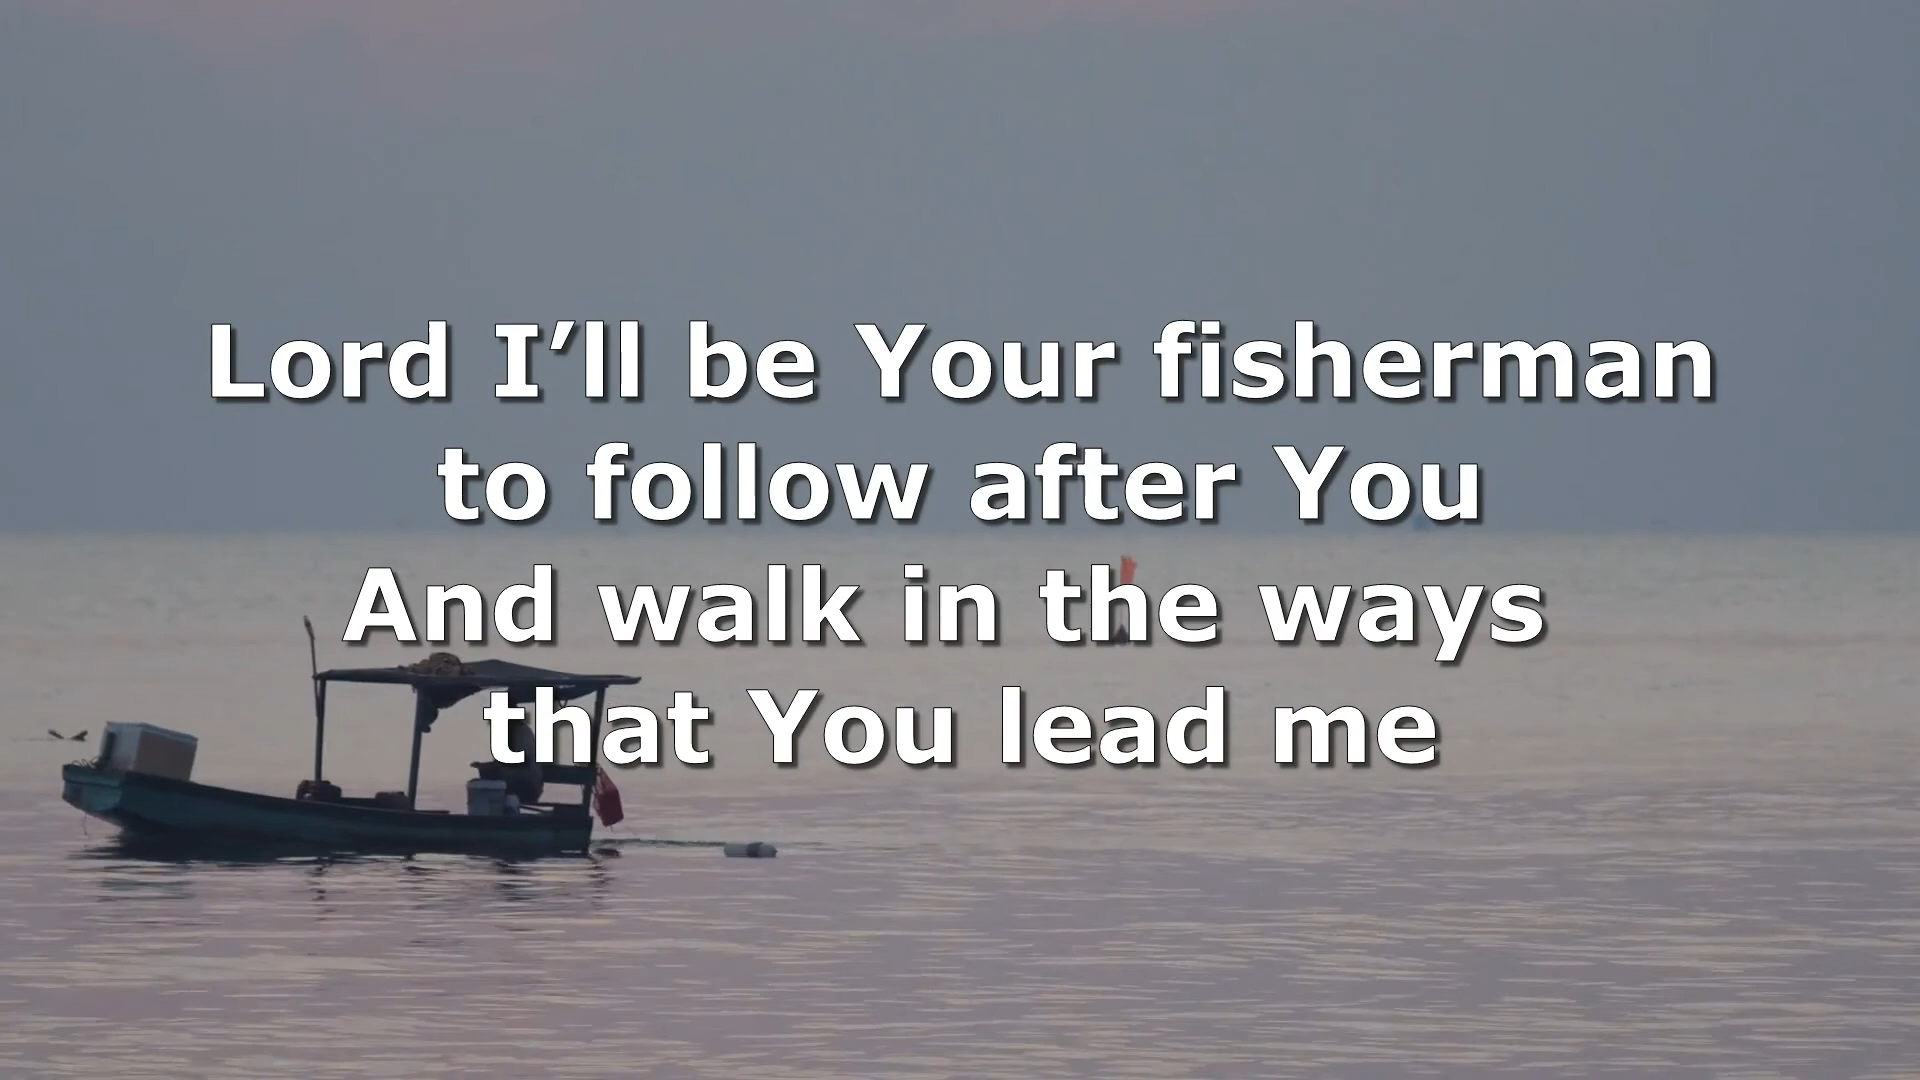 Lord I’ll be Your fisherman
to follow after You
And walk in the ways
that You lead me